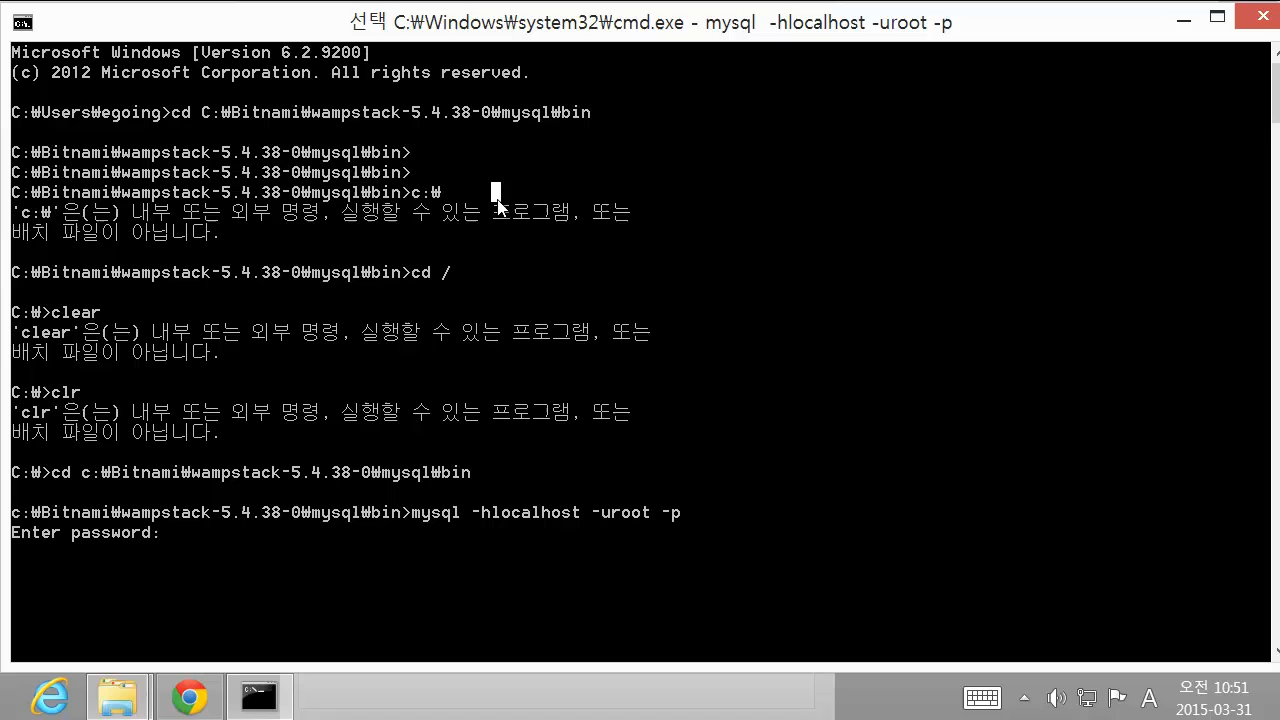 선택 C:₩Windows₩system32₩cmd.exe - mysql  -hlocalhost -uroot -p
Microsoft Windows [Version 6.2.9200]
(c) 2012 Microsoft Corporation. All rights reserved.
C:₩Users₩egoing>cd C:₩Bitnami₩wampstack-5.4.38-0₩mysql₩bin
C:₩Bitnami₩wampstack-5.4.38-0₩mysql₩bin>
C:₩Bitnami₩wampstack-5.4.38-0₩mysql₩bin>
C:₩Bitnami₩wampstack-5.4.38-0₩mysql₩bin>c:₩
'c:₩'은(는) 내부 또는 외부 명령, 실행할 수 있는 프로그램, 또는
배치 파일이 아닙니다.
C:₩Bitnami₩wampstack-5.4.38-0₩mysql₩bin>cd /
C:₩>clear
'clear'은(는) 내부 또는 외부 명령, 실행할 수 있는 프로그램, 또는
배치 파일이 아닙니다.
C:₩>clr
'clr'은(는) 내부 또는 외부 명령, 실행할 수 있는 프로그램, 또는
배치 파일이 아닙니다.
C:₩>cd c:₩Bitnami₩wampstack-5.4.38-0₩mysql₩bin
c:₩Bitnami₩wampstack-5.4.38-0₩mysql₩bin>mysql -hlocalhost -uroot -p
Enter password:
A
오전 10:51
2015-03-31